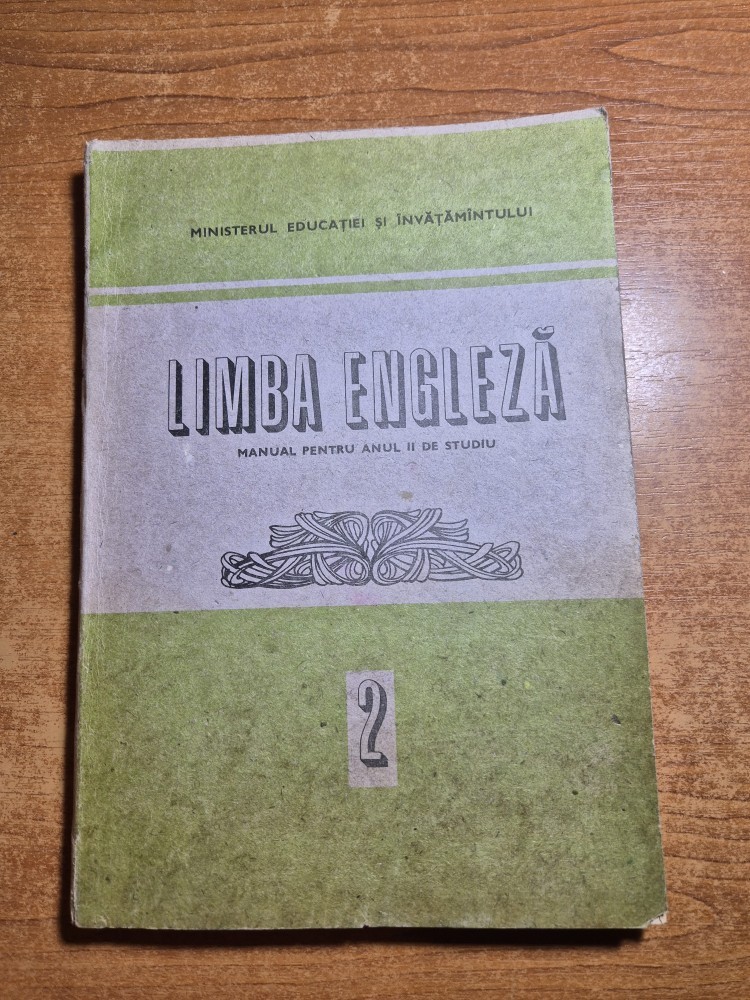 MINISTERUL EDUCAȚIEI ȘI ÎNVĂȚĂMÎNTULUI
LIMBA ENGLEZĂ
MANUAL PENTRU ANUL II DE STUDIU
2